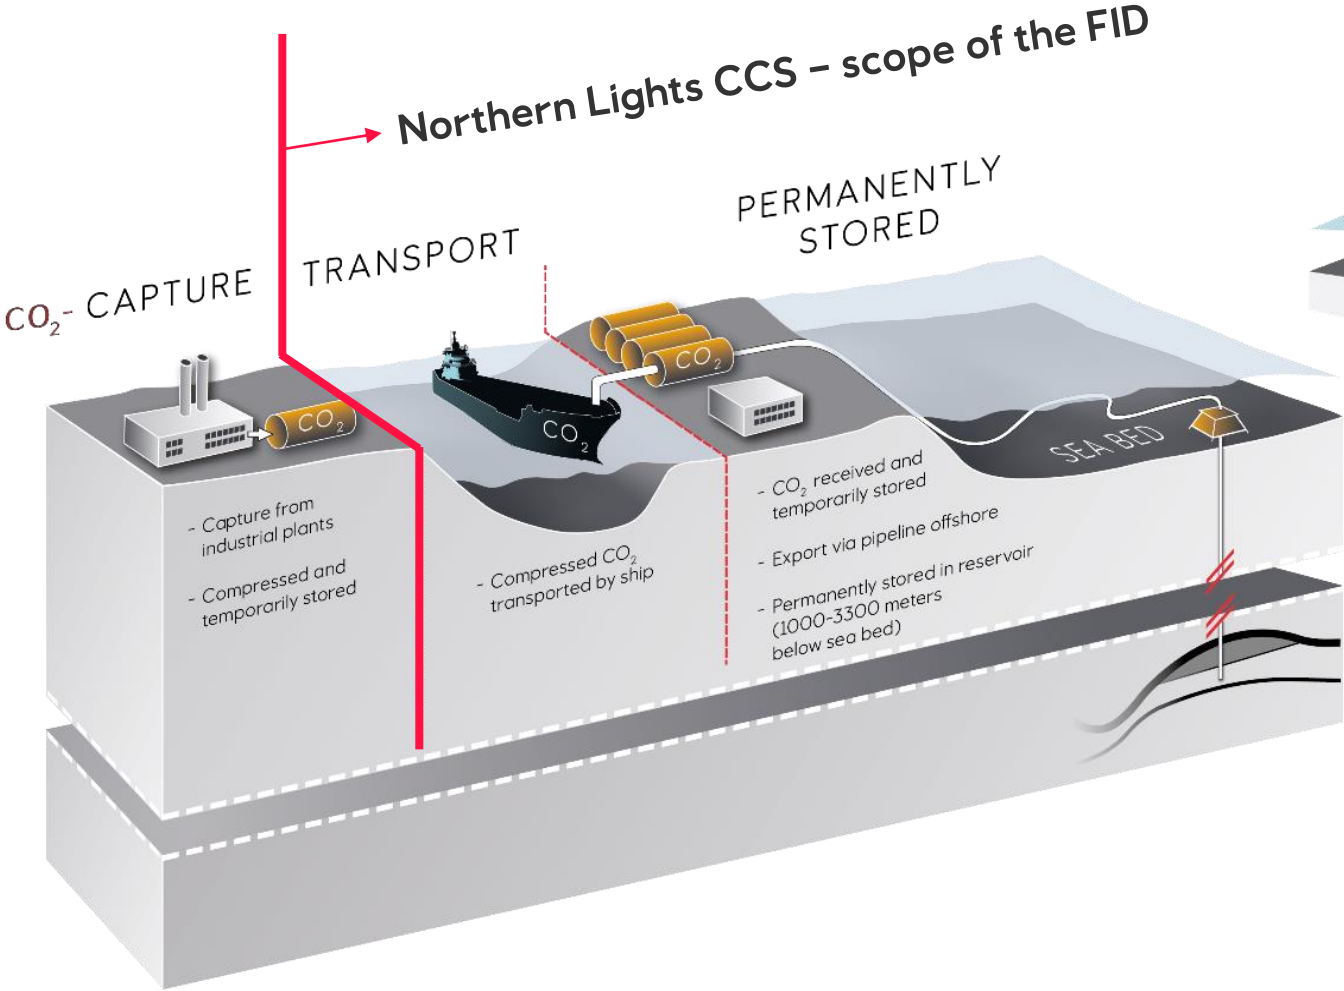 Northern Lights CCS – scope of the FID
CO₂- CAPTURE
TRANSPORT
PERMANENTLY
STORED
CO₂
CO₂
CO₂
SEA BED
- Capture from
industrial plants
- Compressed and
temporarily stored
- Compressed CO₂
transported by ship
- CO₂ received and
temporarily stored
- Export via pipeline offshore
- Permanently stored in reservoir
(1000-3300 meters
below sea bed)